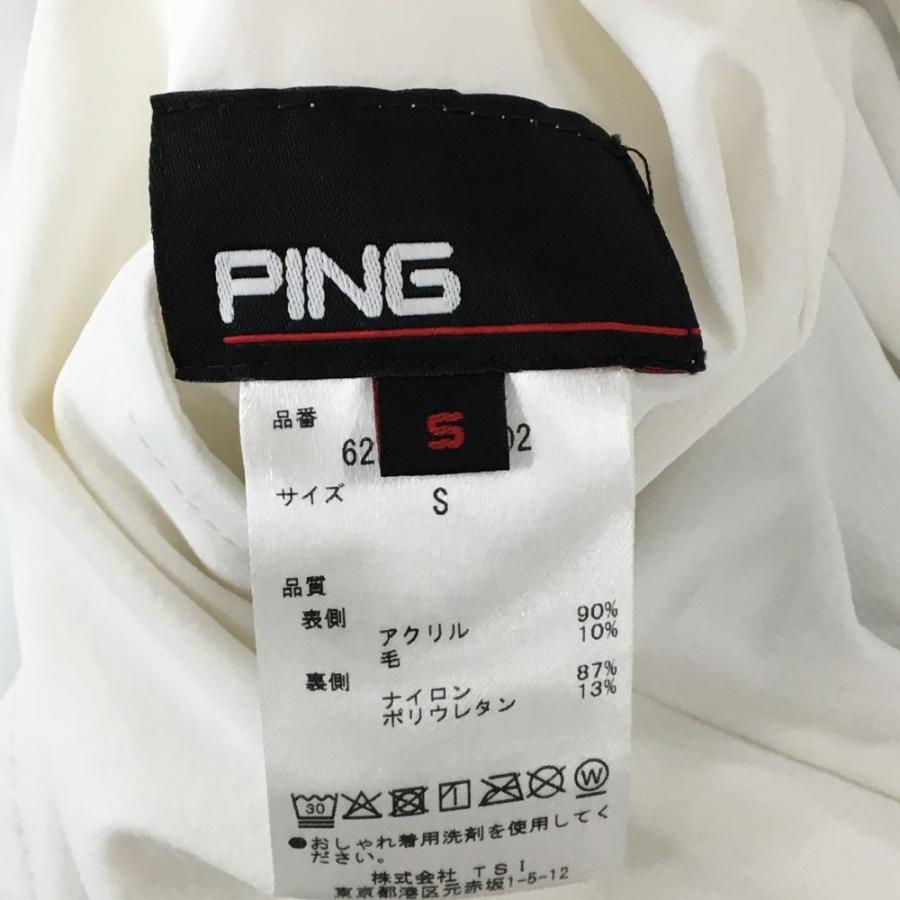 PING
S
品番
62 02
サイズ S
品質
表側 アクリル 90%
毛 10%
裏側 ナイロン 87%
ポリウレタン 13%
30 W
●おしゃれ着用洗剤を使用してく
ださい。
株式会社 TSI
東京都港区元赤坂1-5-12